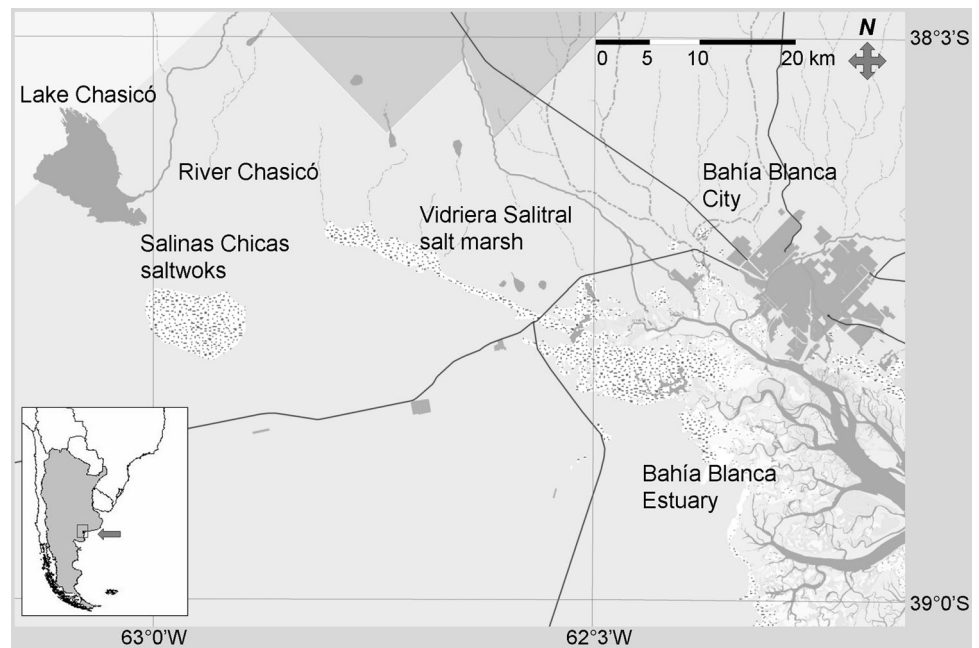 N
38°3'S
0 5 10 20 km
Lake Chasicó
River Chasicó
Bahía Blanca
City
Vidriera Salitral
salt marsh
Salinas Chicas
saltwoks
Bahía Blanca
Estuary
39°0'S
63°0'W
62°3'W